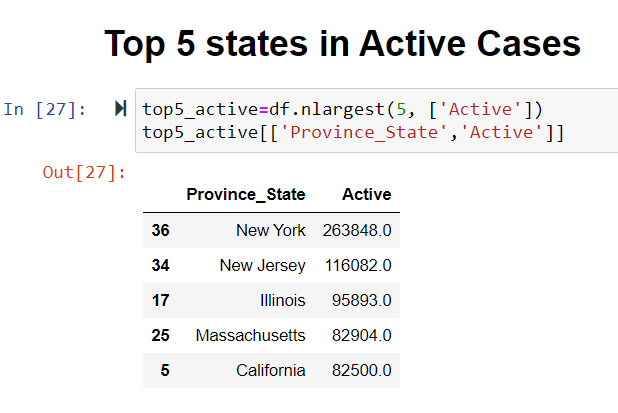 Top 5 states in Active Cases
In [27]: top5_active=df.nlargest(5, ['Active'])
top5_active[['Province_State','Active']]
Out[27]:
Province_State Active
36 New York 263848.0
34 New Jersey 116082.0
17 Illinois 95893.0
25 Massachusetts 82904.0
5 California 82500.0